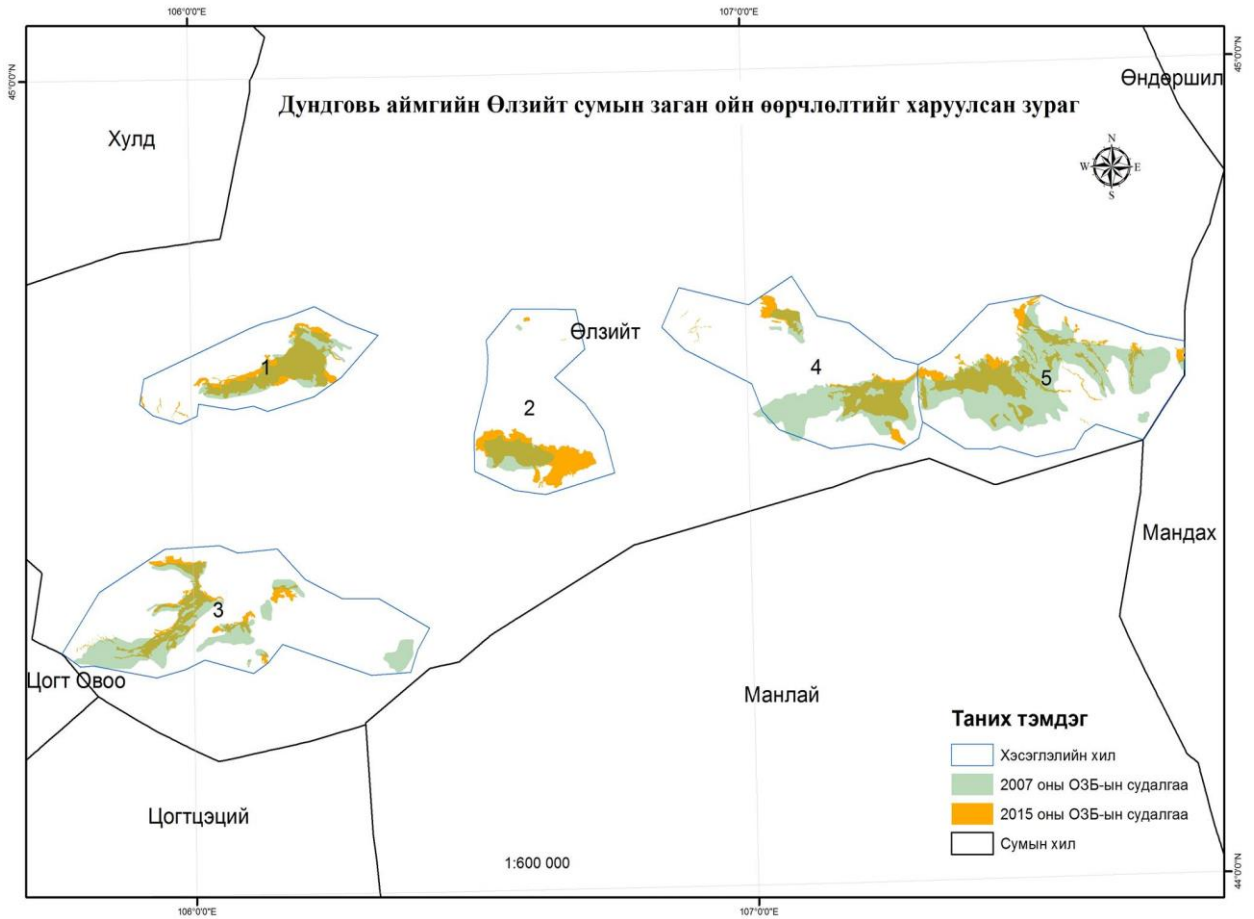 106°0'0"E
107°0'0"E
45°0'0"N
45°0'0"N
Өндөршил
Дундговь аймгийн Өлзийт сумын заган ойн өөрчлөлтийг харуулсан зураг
Хулд
N
W
E
S
Өлзийт
1
4
5
2
Мандах
3
Цогт Овоо
Манлай
Таних тэмдэг
Хэсэглэлийн хил
2007 оны ОЗБ-ын судалгаа
2015 оны ОЗБ-ын судалгаа
Сумын хил
Цогтцэций
1:600 000
44°0'0"N
106°0'0"E
107°0'0"E